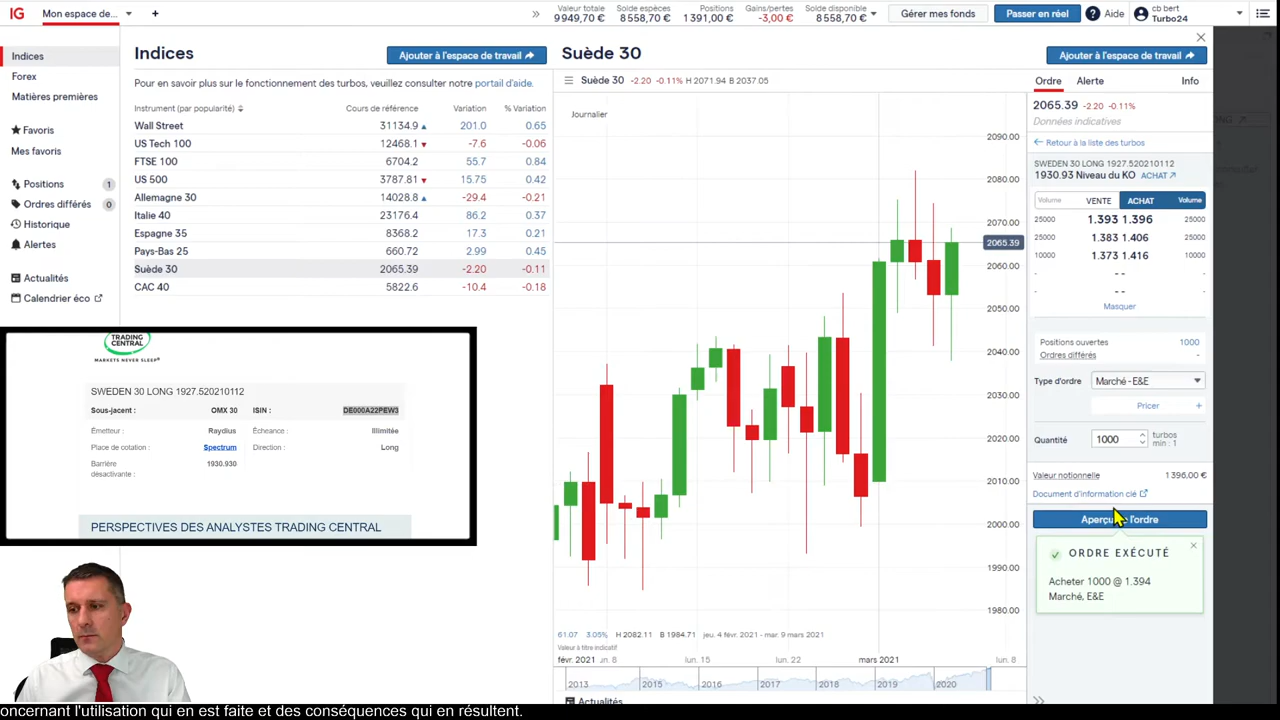 IG
Mon espace de...
+
Valeur totale
9 949,70 €
Solde espèces
8 558,70 €
Positions
1 391,00 €
Gains/pertes
-3,00 €
Solde disponible
8 558,70 €
Gérer mes fonds
Passer en réel
Aide
cb bert
Turbo24
Indices
Forex
Matières premières
Favoris
Mes favoris
Positions 1
Ordres différés 0
Historique
Alertes
Actualités
Calendrier éco
Indices
Ajouter à l'espace de travail
Pour en savoir plus sur le fonctionnement des turbos, veuillez consulter notre portail d'aide.
Instrument (par popularité) Cours de référence Variation % Variation
Wall Street 31134.9 201.0 0.65
US Tech 100 12468.1 -7.6 -0.06
FTSE 100 6704.2 55.7 0.84
US 500 3787.81 15.75 0.42
Allemagne 30 14028.8 -29.4 -0.21
Italie 40 23176.4 86.2 0.37
Espagne 35 8368.2 17.3 0.21
Pays-Bas 25 660.72 2.99 0.45
Suède 30 2065.39 -2.20 -0.11
CAC 40 5822.6 -10.4 -0.18
TRADING
CENTRAL
MARKETS NEVER SLEEP®
SWEDEN 30 LONG 1927.520210112
Sous-jacent : OMX 30 ISIN : DE000A22PEW3
Émetteur : Raydius Écheance : Illimitée
Place de cotation : Spectrum Direction : Long
Barrière 1930.930
desactivante :
PERSPECTIVES DES ANALYSTES TRADING CENTRAL
Suède 30
Ajouter à l'espace de travail
Suède 30 -2.20 -0.11% H 2071.94 B 2037.05
Journalier
2090.00
2080.00
2070.00
2065.39
2060.00
2050.00
2040.00
2020.00
2010.00
2000.00
1990.00
1980.00
61.07 3.05% H 2082.11 B 1984.71 jeu. 4 févr. 2021 - mar. 9 mars 2021
Valeur à titre indicatif
févr. 2021 lun. 8 lun. 15 lun. 22 mars 2021 lun. 8
2013 2015 2016 2017 2018 2019 2020
Actualités
Ordre Alerte Info
2065.39 -2.20 -0.11%
Données indicatives
Retour à la liste des turbos
SWEDEN 30 LONG 1927.520210112
1930.93 Niveau du KO ACHAT
Volume VENTE ACHAT Volume
25000 1.393 1.396 25000
25000 1.383 1.406 25000
10000 1.373 1.416 10000
- -- -
- -- -
Masquer
Positions ouvertes 1000
Ordres différés -
Type d'ordre Marché - E&E
Pricer +
Quantité 1000 turbos
min : 1
Valeur notionnelle 1 396,00 €
Document d'information clé
Aperçu l'ordre
ORDRE EXÉCUTÉ
Acheter 1000 @ 1.394
Marché, E&E
oncernant l'utilisation qui en est faite et des conséquences qui en résultent.